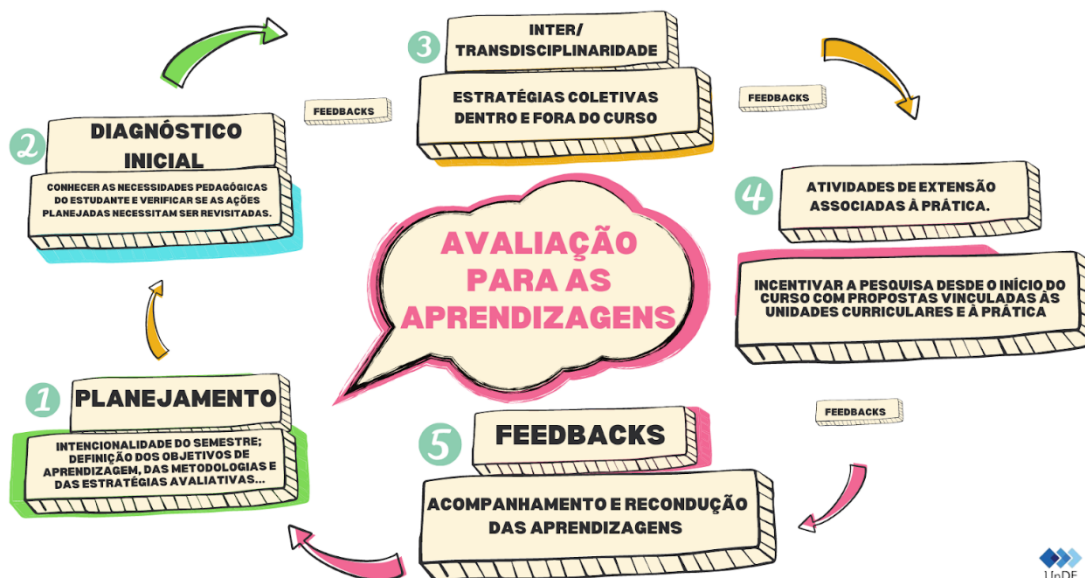 AVALIAÇÃO
PARA AS
APRENDIZAGENS
1
PLANEJAMENTO
INTENCIONALIDADE DO SEMESTRE;
DEFINIÇÃO DOS OBJETIVOS DE
APRENDIZAGEM, DAS METODOLOGIAS E
DAS ESTRATÉGIAS AVALIATIVAS...
2
DIAGNÓSTICO
INICIAL
CONHECER AS NECESSIDADES PEDAGÓGICAS
DO ESTUDANTE E VERIFICAR SE AS AÇÕES
PLANEJADAS NECESSITAM SER REVISITADAS.
FEEDBACKS
3
INTER/
TRANSDISCIPLINARIDADE
ESTRATÉGIAS COLETIVAS
DENTRO E FORA DO CURSO
FEEDBACKS
4
ATIVIDADES DE EXTENSÃO
ASSOCIADAS À PRÁTICA.
INCENTIVAR A PESQUISA DESDE O INÍCIO DO
CURSO COM PROPOSTAS VINCULADAS ÀS
UNIDADES CURRICULARES E À PRÁTICA
FEEDBACKS
5
FEEDBACKS
ACOMPANHAMENTO E RECONDUÇÃO
DAS APRENDIZAGENS
UnDF